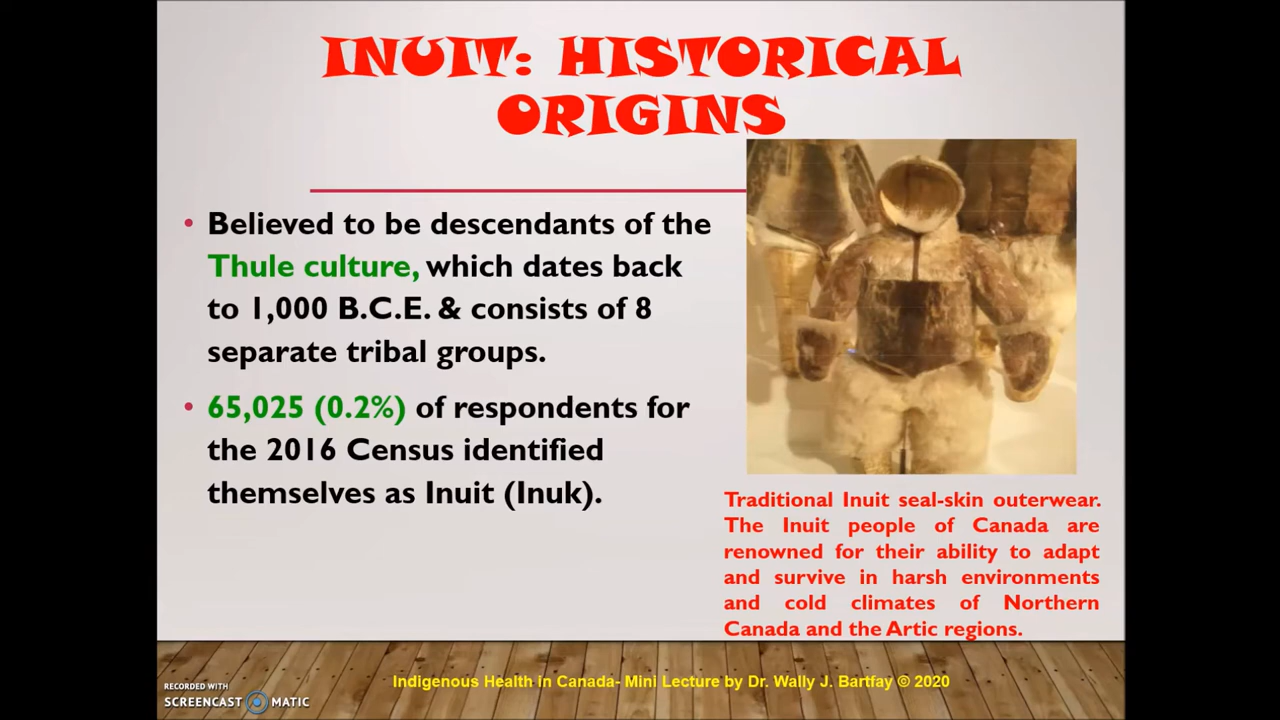 INUIT: HISTORICAL
ORIGINS
• Believed to be descendants of the
Thule culture, which dates back
to 1,000 B.C.E. & consists of 8
separate tribal groups.
• 65,025 (0.2%) of respondents for
the 2016 Census identified
themselves as Inuit (Inuk).
Traditional Inuit seal-skin outerwear.
The Inuit people of Canada are
renowned for their ability to adapt
and survive in harsh environments
and cold climates of Northern
Canada and the Artic regions.
Indigenous Health in Canada- Mini Lecture by Dr. Wally J. Bartfay © 2020
RECORDED WITH
SCREENCAST MATIC